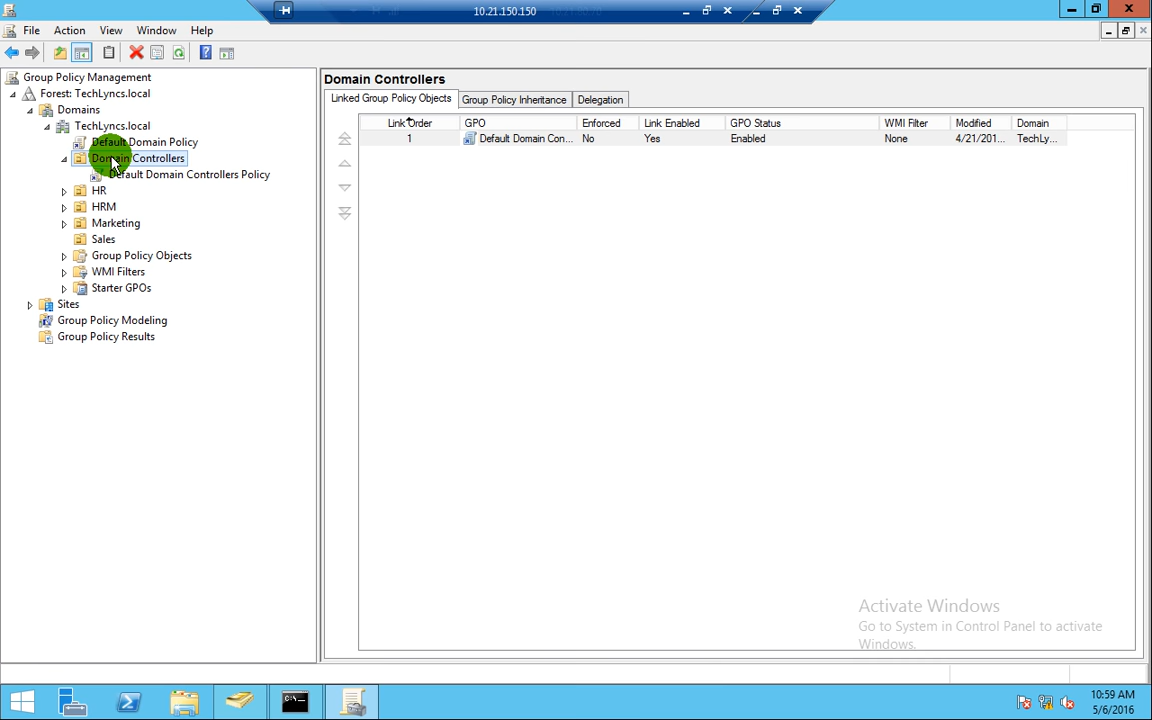 10.21.150.150
File Action View Window Help
Group Policy Management
Forest: TechLyncs.local
Domains
TechLyncs.local
Default Domain Policy
Domain Controllers
Default Domain Controllers Policy
HR
HRM
Marketing
Sales
Group Policy Objects
WMI Filters
Starter GPOs
Sites
Group Policy Modeling
Group Policy Results
Domain Controllers
Linked Group Policy Objects Group Policy Inheritance Delegation
Link Order GPO Enforced Link Enabled GPO Status WMI Filter Modified Domain
1 Default Domain Con... No Yes Enabled None 4/21/201... TechLy...
Activate Windows
Go to System in Control Panel to activate
Windows.
10:59 AM
5/6/2016